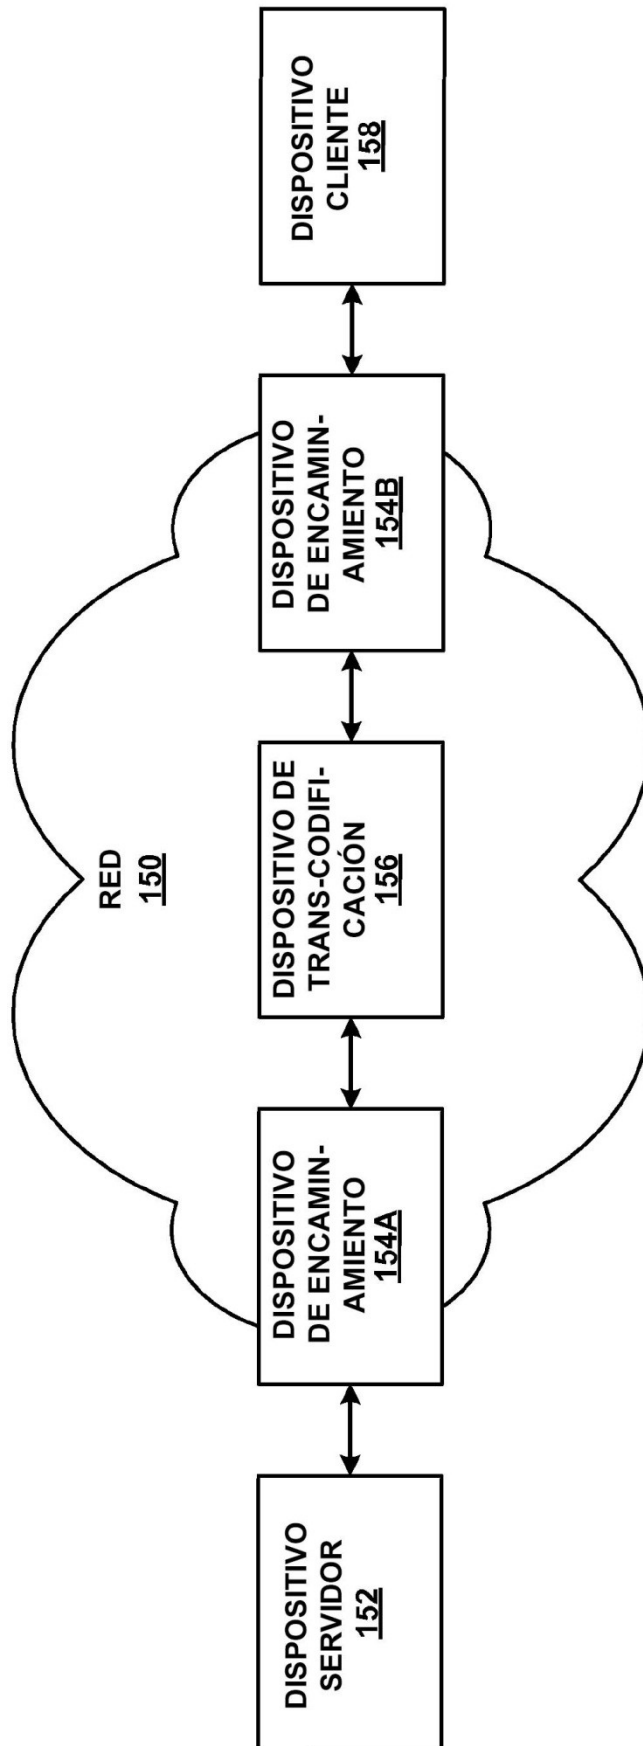 RED
150
DISPOSITIVO
SERVIDOR
152
DISPOSITIVO
DE ENCAMIN-
AMIENTO
154A
DISPOSITIVO DE
TRANS-CODIFI-
CACIÓN
156
DISPOSITIVO
DE ENCAMIN-
AMIENTO
154B
DISPOSITIVO
CLIENTE
158